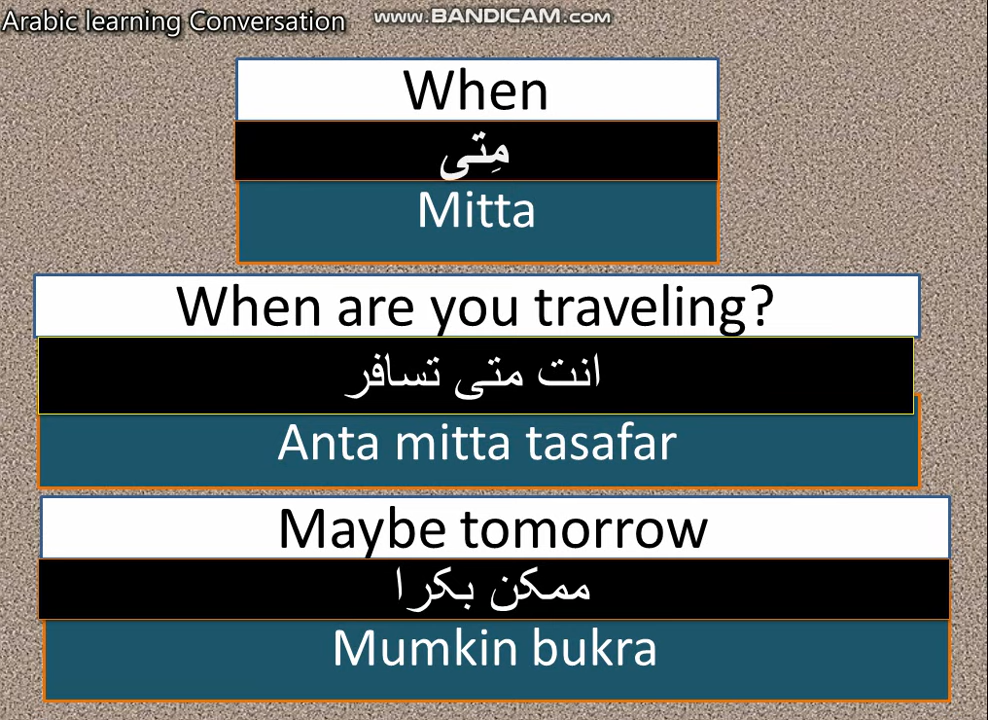 Arabic learning Conversation
www.BANDICAM.com
When
مِتى
Mitta
When are you traveling?
انت متى تسافر
Anta mitta tasafar
Maybe tomorrow
ممكن بكرا
Mumkin bukra